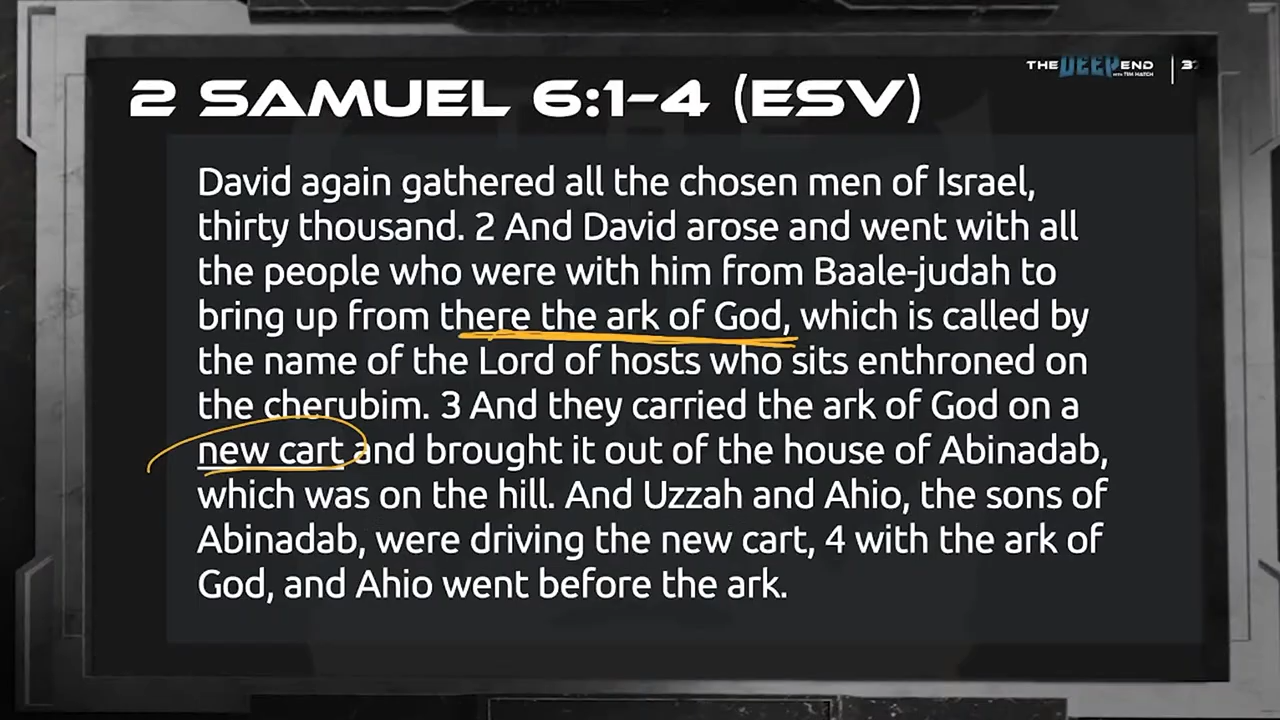 THE DEEP END
WITH TIM HATCH
2 SAMUEL 6:1-4 (ESV)
David again gathered all the chosen men of Israel,
thirty thousand. 2 And David arose and went with all
the people who were with him from Baale-judah to
bring up from there the ark of God, which is called by
the name of the Lord of hosts who sits enthroned on
the cherubim. 3 And they carried the ark of God on a
new cart and brought it out of the house of Abinadab,
which was on the hill. And Uzzah and Ahio, the sons of
Abinadab, were driving the new cart, 4 with the ark of
God, and Ahio went before the ark.